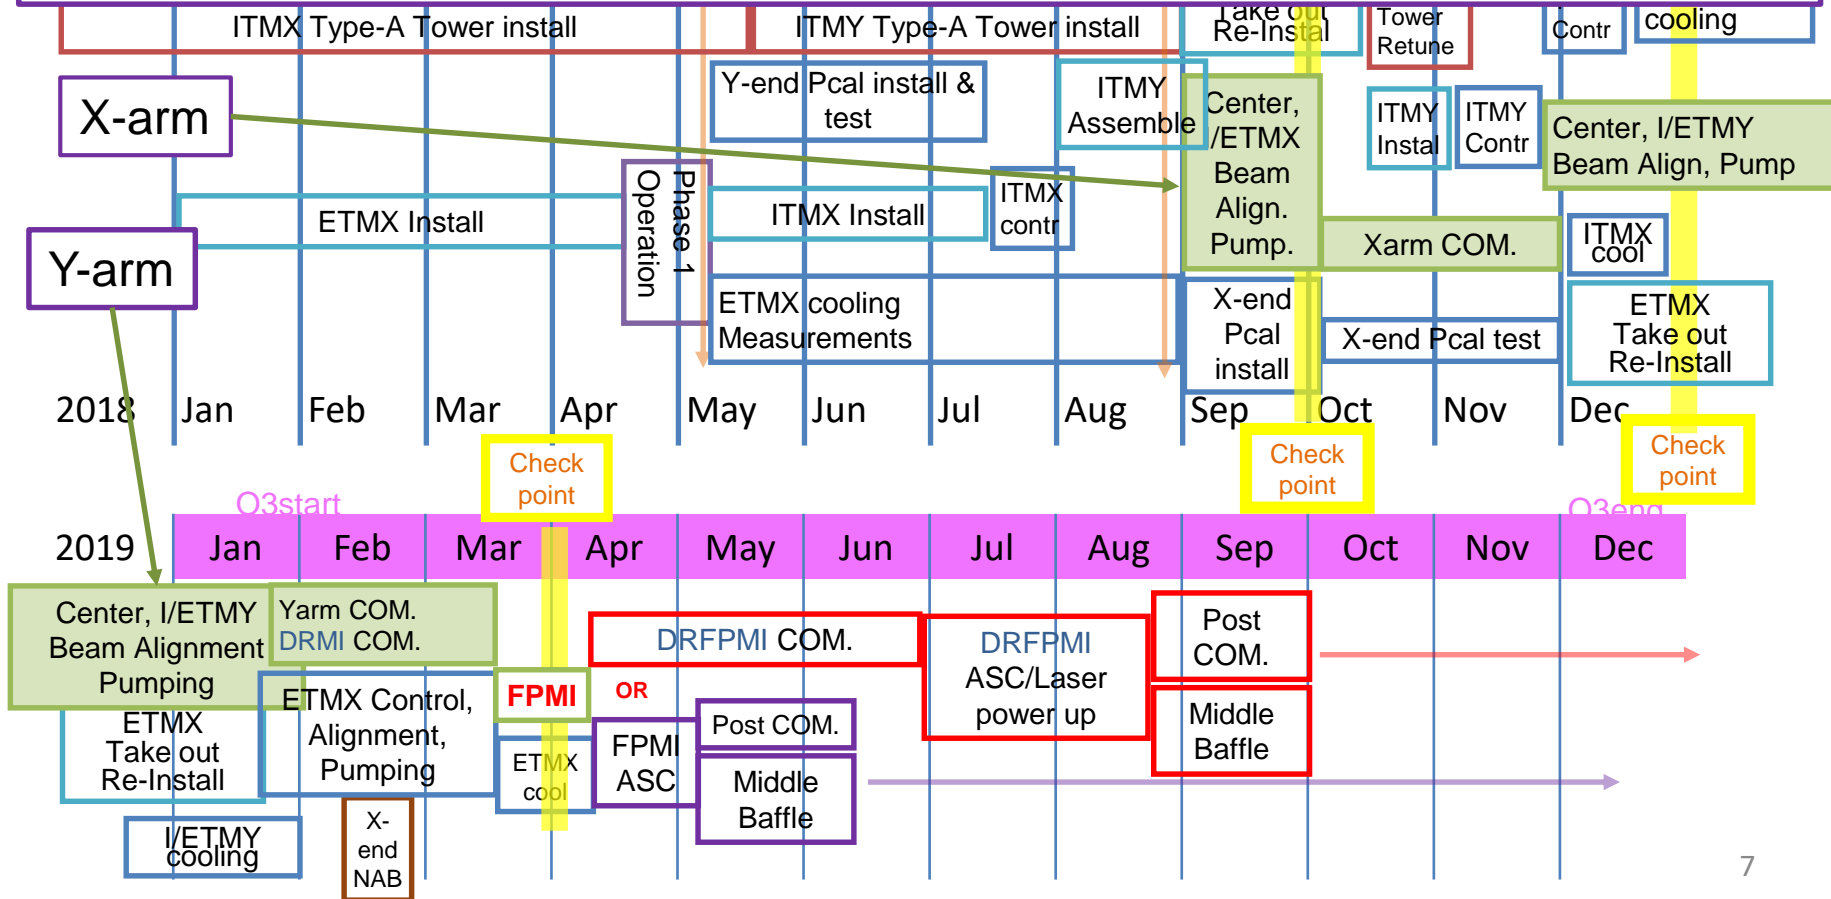 ITMX Type-A Tower install
ITMY Type-A Tower install
Take out
Re-Instal
Tower
Retune
Contr
cooling
X-arm
Y-end Pcal install &
test
ITMY
Assemble
Center,
I/ETMX
Beam
Align.
Pump.
ITMY
Instal
ITMY
Contr
Center, I/ETMY
Beam Align, Pump
ETMX Install
Phase 1
Operation
ITMX Install
ITMX
contr
Xarm COM.
ITMX
cool
Y-arm
ETMX cooling
Measurements
X-end
Pcal
install
X-end Pcal test
ETMX
Take out
Re-Install
2018 Jan Feb Mar Apr May Jun Jul Aug Sep Oct Nov Dec
Check
point
Check
point
Check
point
O3start
O3end
2019 Jan Feb Mar Apr May Jun Jul Aug Sep Oct Nov Dec
Center, I/ETMY
Beam Alignment
Pumping
Yarm COM.
DRMI COM.
DRFPMI COM.
DRFPMI
ASC/Laser
power up
Post
COM.
ETMX Control,
Alignment,
Pumping
FPMI
OR
ETMX
Take out
Re-Install
ETMX
cool
FPMI
ASC
Post COM.
Middle
Baffle
Middle
Baffle
I/ETMY
cooling
X-
end
NAB
7